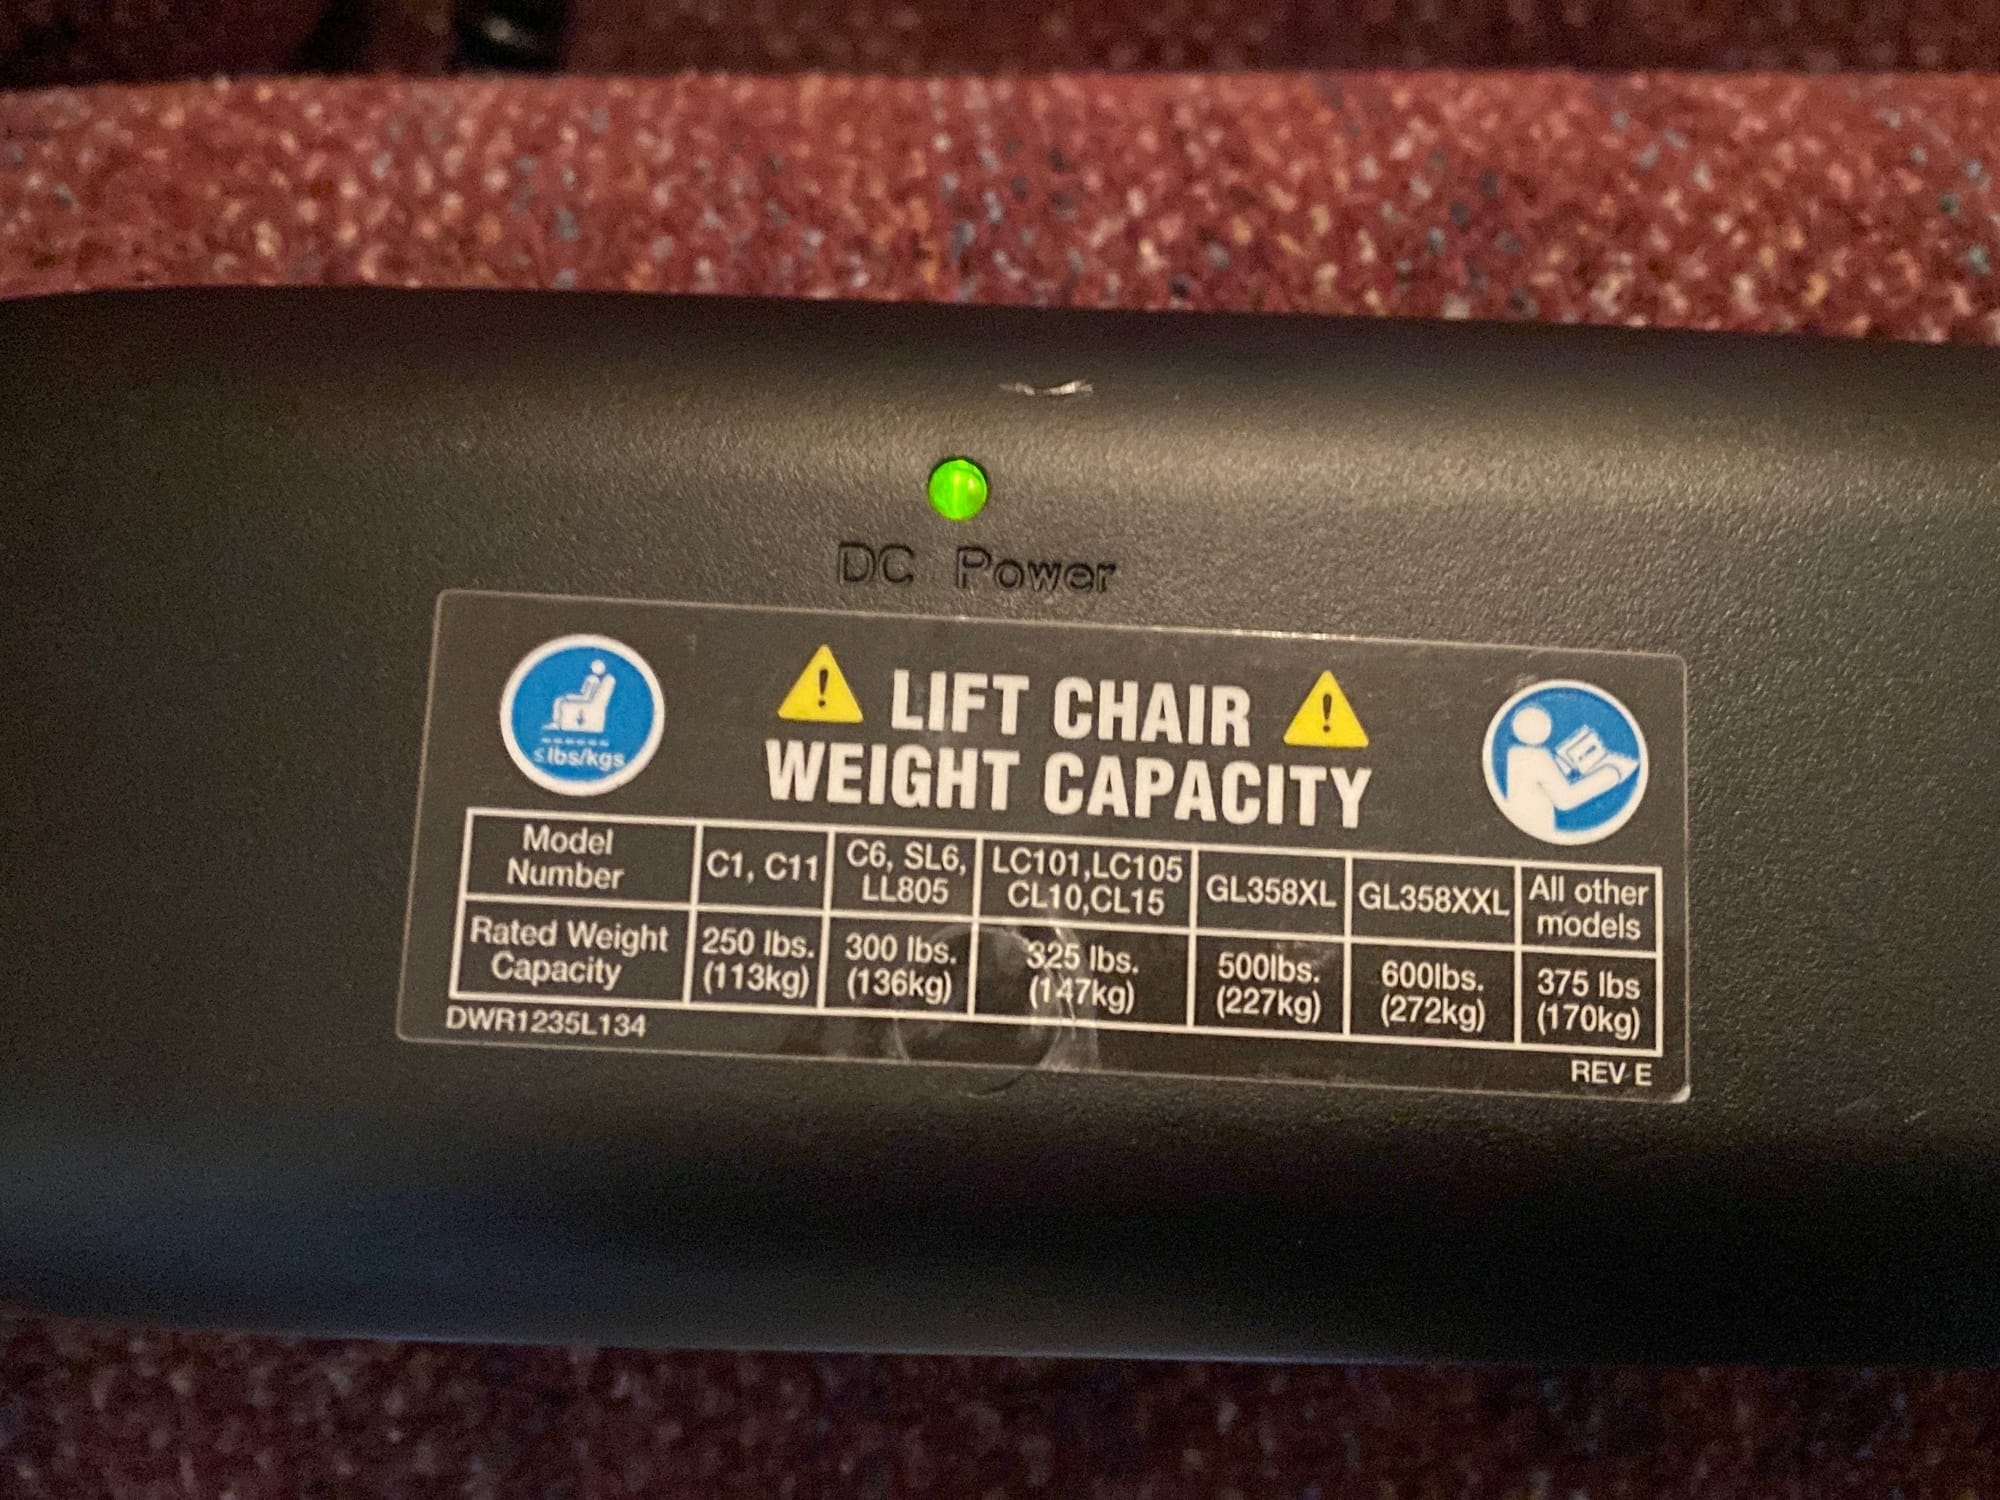 DC Power
≤lbs/kgs
LIFT CHAIR
WEIGHT CAPACITY
Model Number C1, C11 C6, SL6, LL805 LC101,LC105 CL10,CL15 GL358XL GL358XXL All other models
Rated Weight Capacity 250 lbs. (113kg) 300 lbs. (136kg) 325 lbs. (147kg) 500lbs. (227kg) 600lbs. (272kg) 375 lbs (170kg)
DWR1235L134
REV E